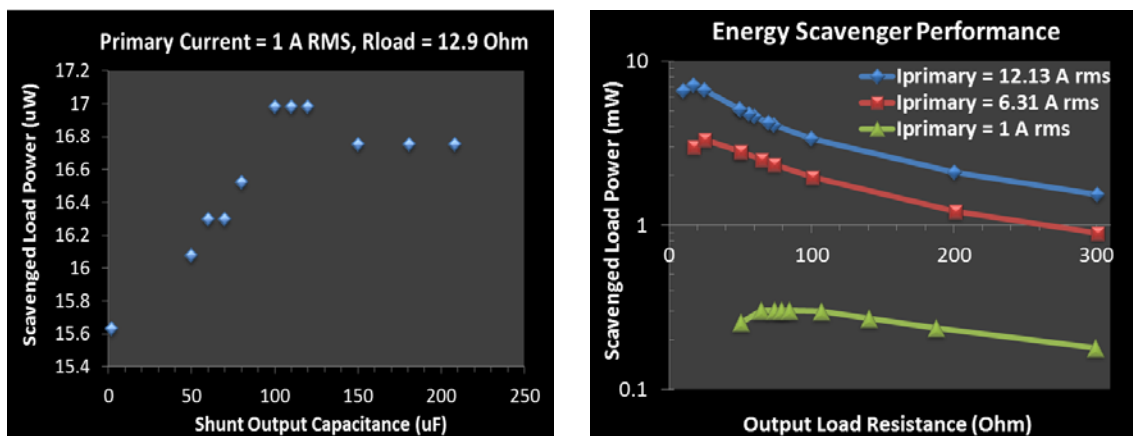 Primary Current = 1 A RMS, Rload = 12.9 Ohm
Scavenged Load Power (uW)
17.2
17
16.8
16.6
16.4
16.2
16
15.8
15.6
15.4
0 50 100 150 200 250
Shunt Output Capacitance (uF)
Energy Scavenger Performance
Scavenged Load Power (mW)
10
1
0.1
Iprimary = 12.13 A rms
Iprimary = 6.31 A rms
Iprimary = 1 A rms
0 100 200 300
Output Load Resistance (Ohm)